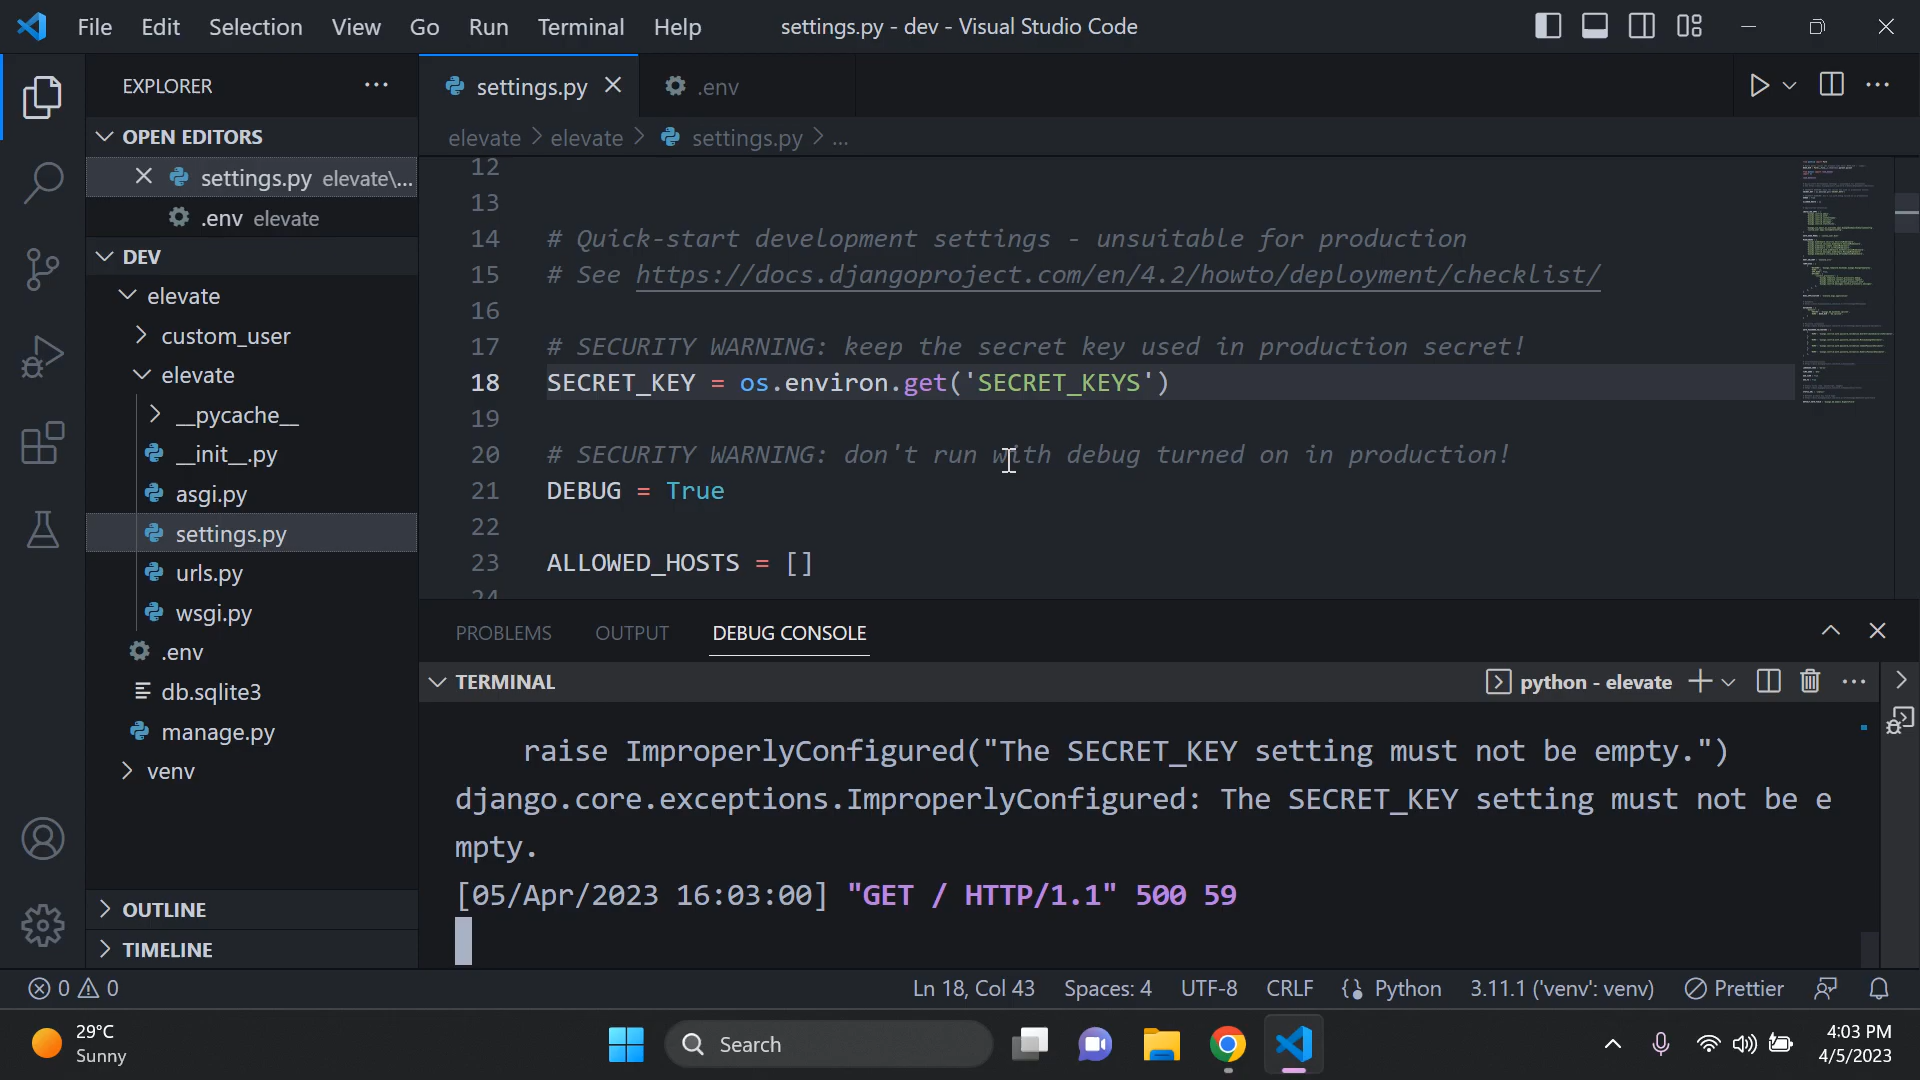 File Edit Selection View Go Run Terminal Help settings.py - dev - Visual Studio Code
EXPLORER
settings.py
.env
OPEN EDITORS
elevate > elevate > settings.py > ...
settings.py elevate\...
.env elevate
DEV
elevate
custom_user
elevate
__pycache__
__init__.py
asgi.py
settings.py
urls.py
wsgi.py
.env
db.sqlite3
manage.py
venv
OUTLINE
TIMELINE
12
13
14 # Quick-start development settings - unsuitable for production
15 # See https://docs.djangoproject.com/en/4.2/howto/deployment/checklist/
16
17 # SECURITY WARNING: keep the secret key used in production secret!
18 SECRET_KEY = os.environ.get('SECRET_KEYS')
19
20 # SECURITY WARNING: don't run with debug turned on in production!
21 DEBUG = True
22
23 ALLOWED_HOSTS = []
24
PROBLEMS OUTPUT DEBUG CONSOLE
TERMINAL
python - elevate
raise ImproperlyConfigured("The SECRET_KEY setting must not be empty.")
django.core.exceptions.ImproperlyConfigured: The SECRET_KEY setting must not be e
mpty.
[05/Apr/2023 16:03:00] "GET / HTTP/1.1" 500 59
0 0 Ln 18, Col 43 Spaces: 4 UTF-8 CRLF Python 3.11.1 ('venv': venv) Prettier
29°C
Sunny
Search
4:03 PM
4/5/2023